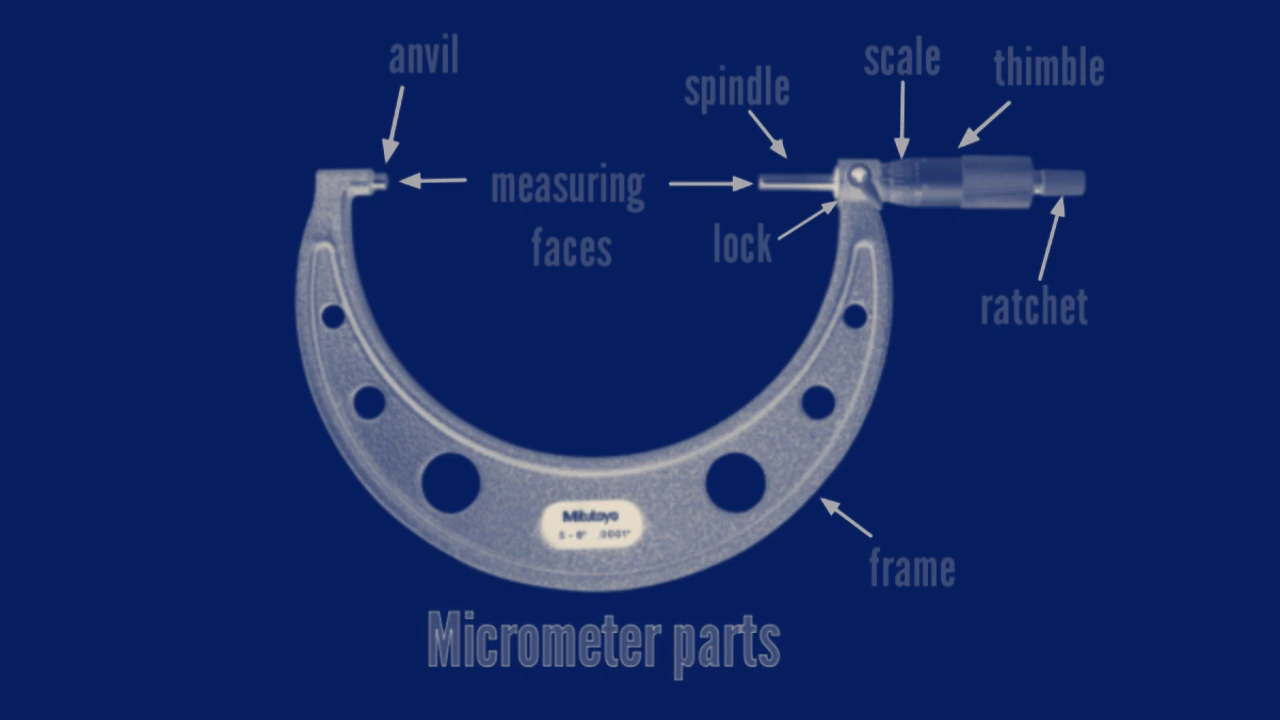 anvil
spindle
scale
thimble
measuring
faces
lock
ratchet
Mitutoyo
5 - 6" .0001"
frame
Micrometer parts